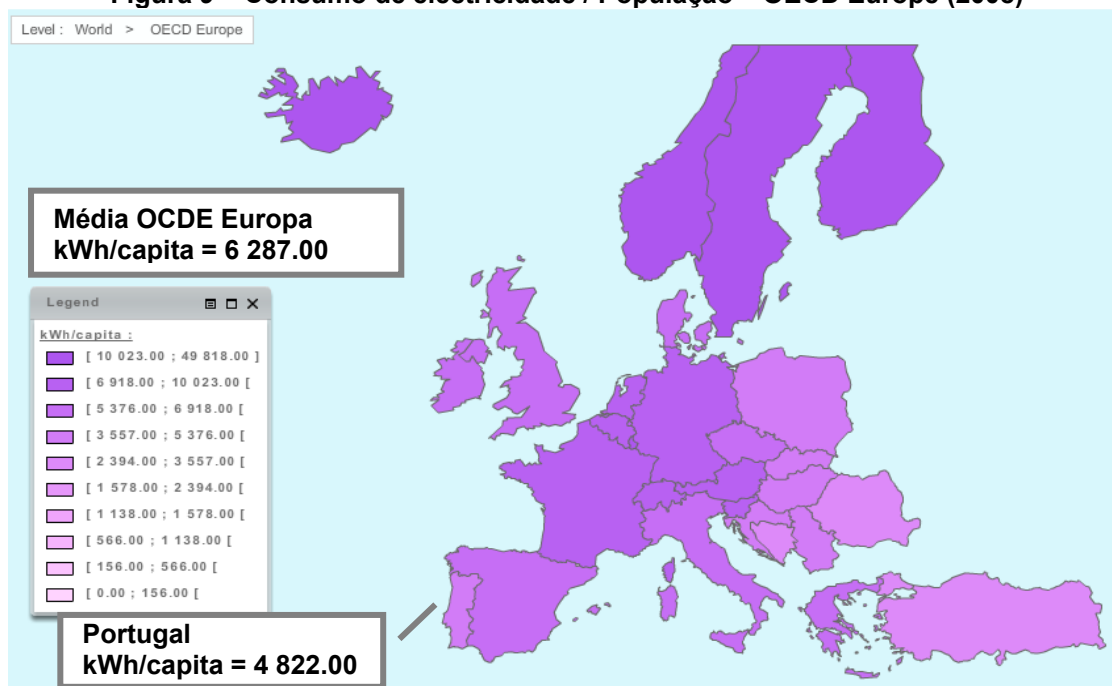 Level : World > OECD Europe
Média OCDE Europa
kWh/capita = 6 287.00
Legend
kWh/capita :
[ 10 023.00 ; 49 818.00 ]
[ 6 918.00 ; 10 023.00 [
[ 5 376.00 ; 6 918.00 [
[ 3 557.00 ; 5 376.00 [
[ 2 394.00 ; 3 557.00 [
[ 1 578.00 ; 2 394.00 [
[ 1 138.00 ; 1 578.00 [
[ 566.00 ; 1 138.00 [
[ 156.00 ; 566.00 [
[ 0.00 ; 156.00 [
Portugal
kWh/capita = 4 822.00